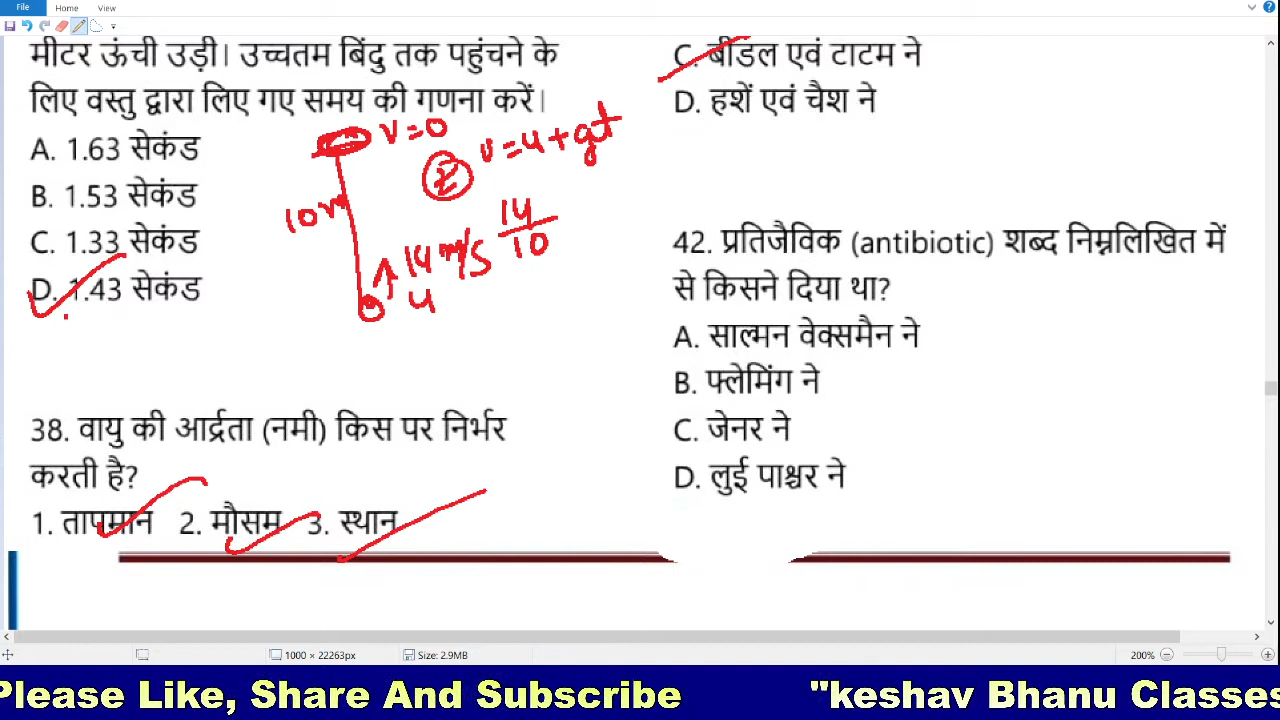 File
Home
View
मीटर ऊंची उड़ी। उच्चतम बिंदु तक पहुंचने के
लिए वस्तु द्वारा लिए गए समय की गणना करें।
A. 1.63 सेकंड
B. 1.53 सेकंड
C. 1.33 सेकंड
D. 1.43 सेकंड
V=0
v=u+gt
t
10m
14 m/s
u
14
10
38. वायु की आर्द्रता (नमी) किस पर निर्भर
करती है?
1. तापमान 2. मौसम 3. स्थान
C. बीडल एवं टाटम ने
D. हर्शे एवं चैश ने
42. प्रतिजैविक (antibiotic) शब्द निम्नलिखित में
से किसने दिया था?
A. साल्मन वेक्समैन ने
B. फ्लेमिंग ने
C. जेनर ने
D. लुई पाश्चर ने
1000 × 22263px
Size: 2.9MB
200%
Please Like, Share And Subscribe "keshav Bhanu Classes